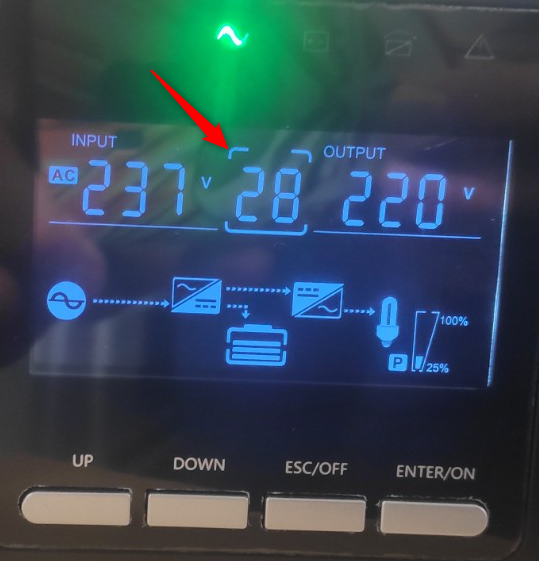 INPUT
OUTPUT
AC 237 V 28 220 V
100%
P 25%
UP DOWN ESC/OFF ENTER/ON